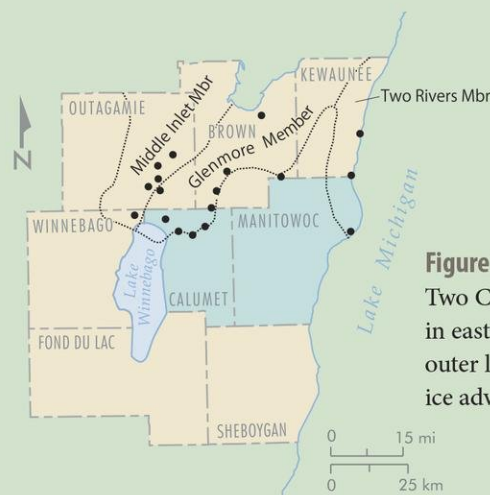 KEWAUNEE
Two Rivers Mbr
OUTAGAMIE
Middle Inlet Mbr
BROWN
Glenmore Member
N
WINNEBAGO
MANITOWOC
Lake Michigan
Lake Winnebago
CALUMET
Figure
Two C
in east
outer l
ice adv
FOND DU LAC
SHEBOYGAN
0 15 mi
0 25 km